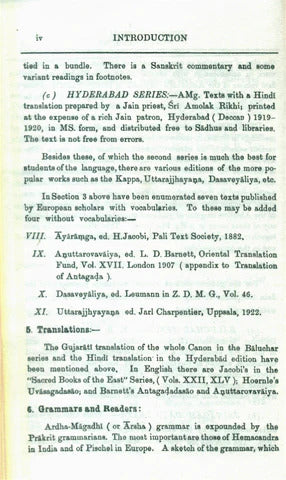 iv INTRODUCTION
tied in a bundle. There is a Sanskrit commentary and some
variant readings in footnotes.
(c) HYDERABAD SERIES:—AMg. Texts with a Hindi
translation prepared by a Jain priest, Śrī Amolak Rikhi; printed
at the expense of a rich Jain patron, Hyderabad ( Deccan ) 1919–
1920, in MS. form, and distributed free to Sādhus and libraries.
The text is not free from errors.
Besides these, of which the second series is much the best for
students of the language, there are various editions of the more po-
pular works such as the Kappa, Uttarajjhayaṇa, Dasaveyāliya, etc.
In Section 3 above have been enumerated seven texts published
by European scholars with vocabularies. To these may be added
four without vocabularies:—
VIII. Āyāraṃga, ed. H.Jacobi, Pali Text Society, 1882.
IX. Aṇuttarovavāiya, ed. L. D. Barnett, Oriental Translation
Fund, Vol. XVII. London 1907 ( appendix to Translation
of Antagaḍa ).
X. Dasaveyāliya, ed. Leumann in Z. D. M. G., Vol. 46.
XI. Uttarajjhayaṇa ed. Jarl Charpentier, Uppsala, 1922.
5. Translations:—
The Gujarātī translation of the whole Canon in the Bāluchar
series and the Hindi translation in the Hyderābād edition have
been mentioned above. In English there are Jacobi's in the
"Sacred Books of the East" Series, ( Vols. XXII, XLV ); Hoernle's
Uvāsagadasāo; and Barnett's Antagaḍadasāo and Aṇuttarovavāiya.
6. Grammars and Readers:
Ardha-Māgadhī ( or Ārsha ) grammar is expounded by the
Prākrit grammarians. The most important are those of Hemacandra
in India and of Pischel in Europe. A sketch of the grammar, which